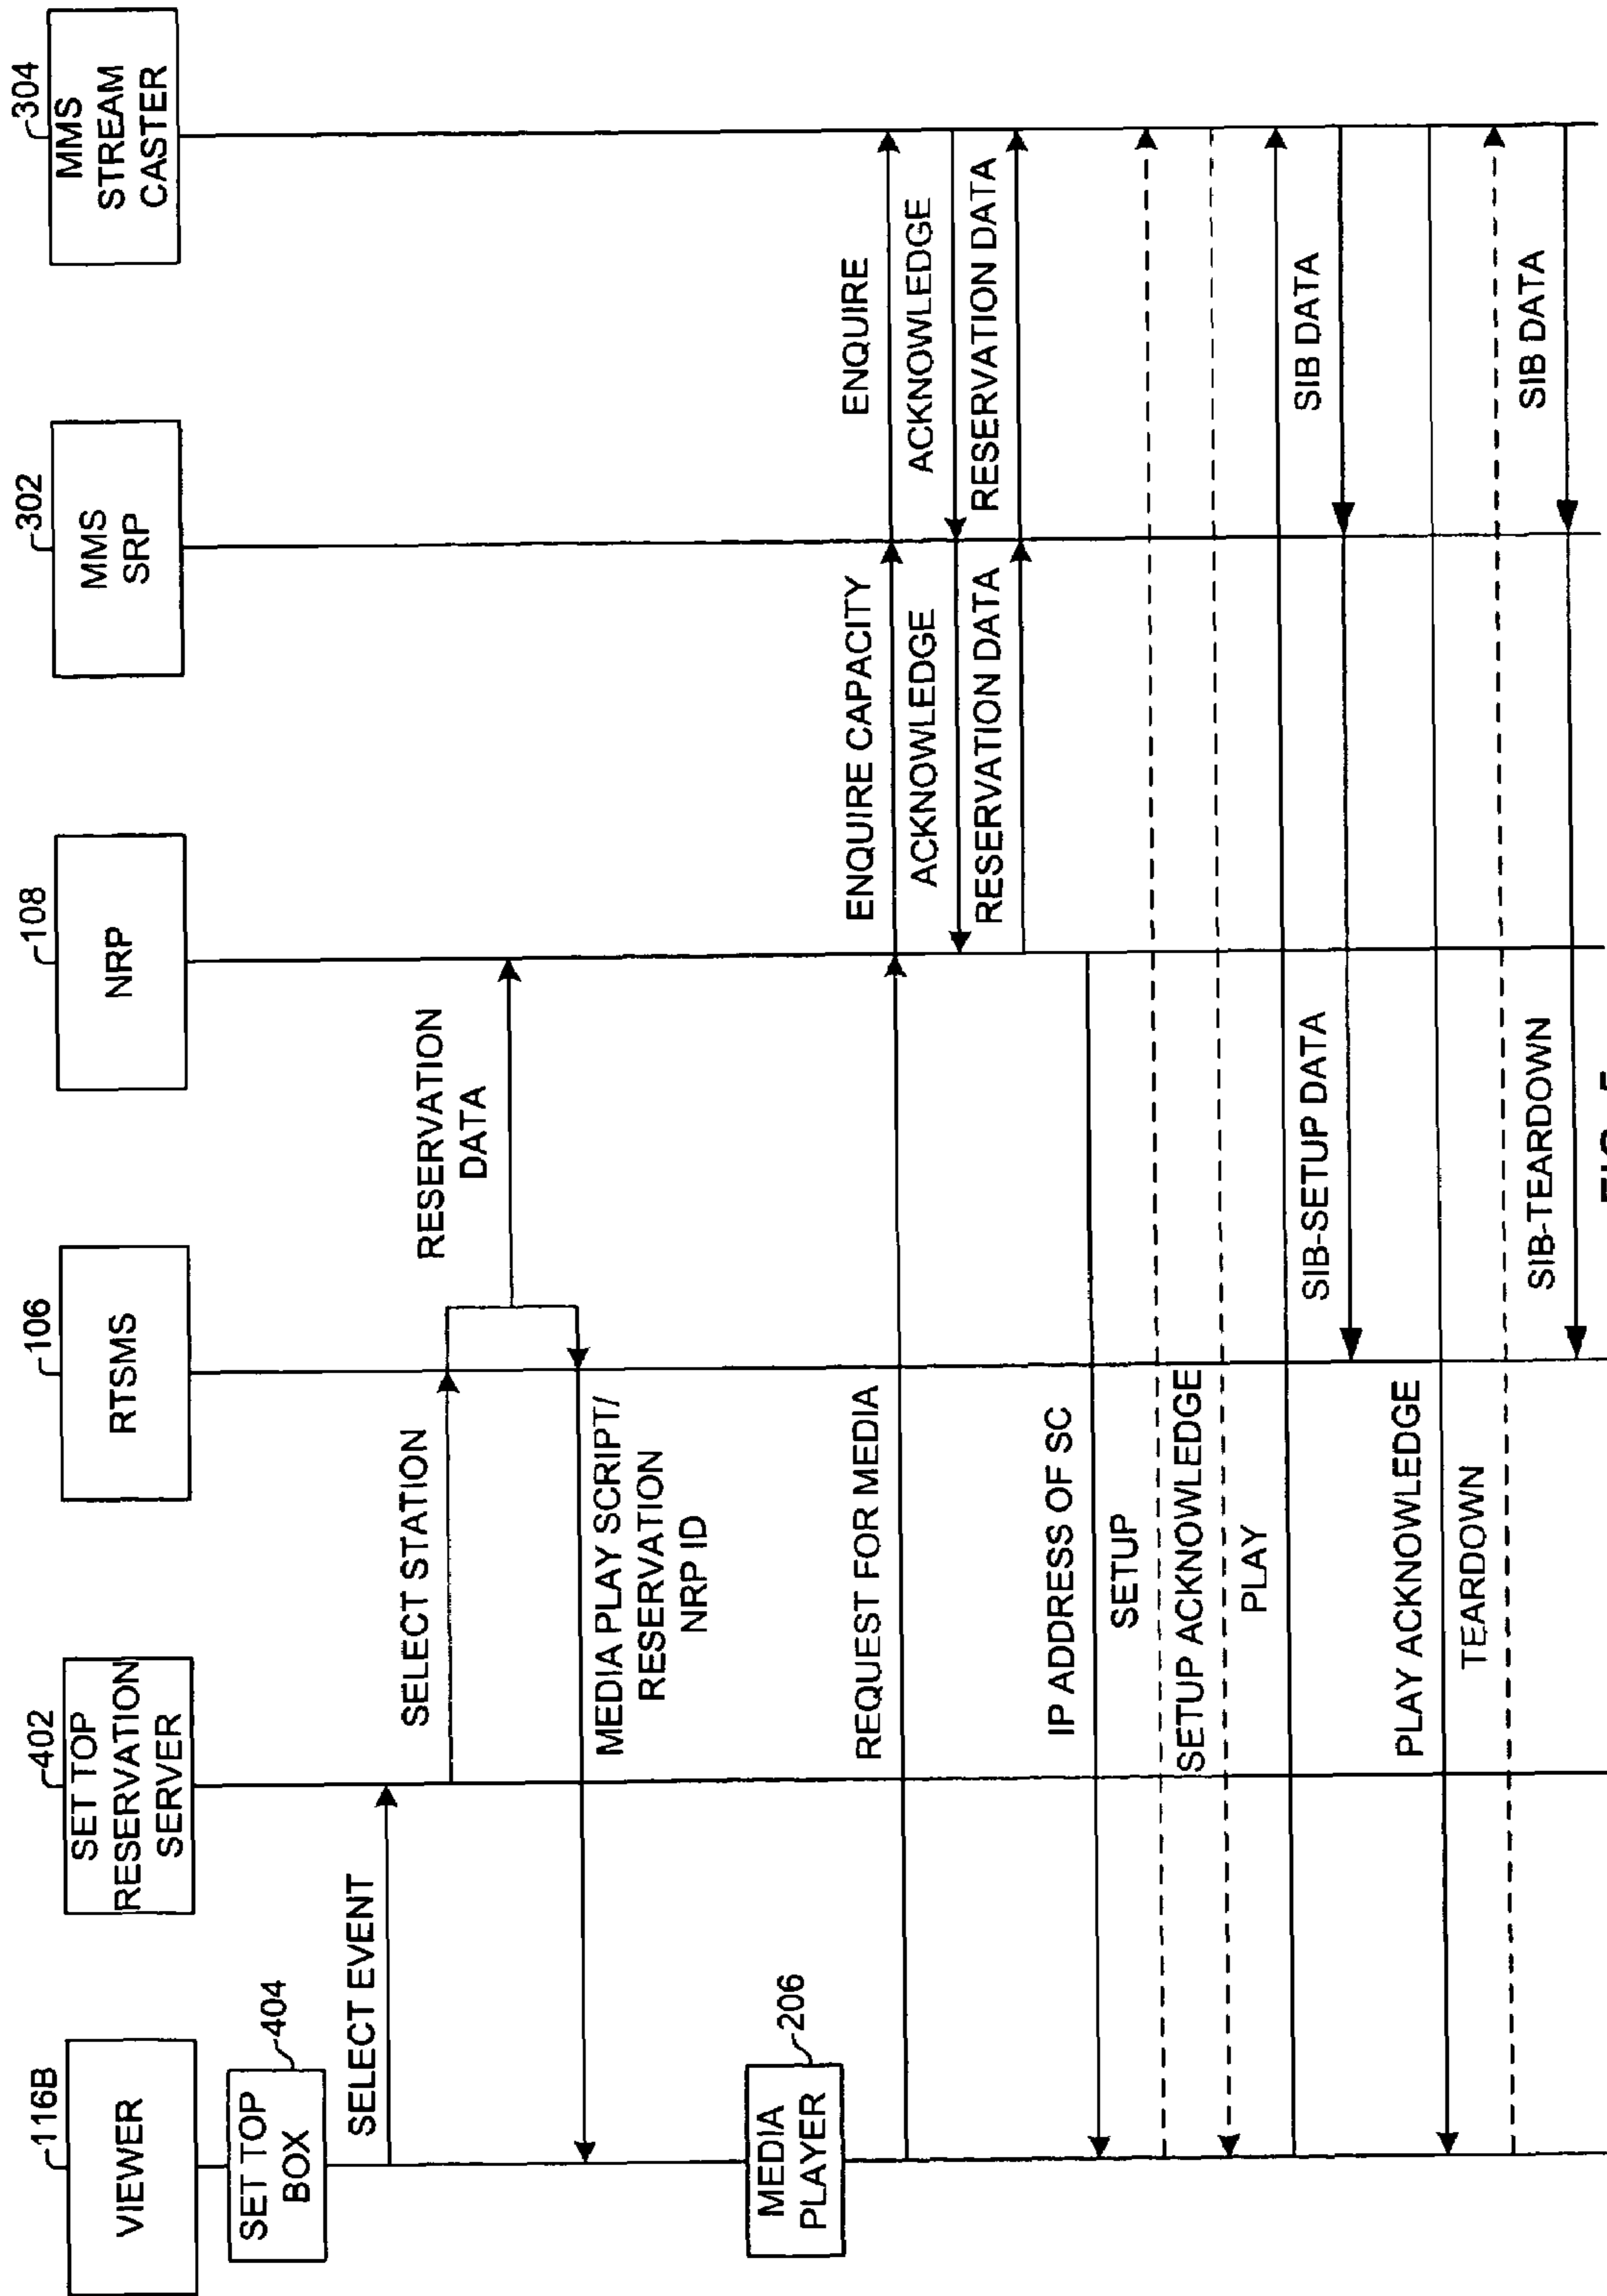 116B
VIEWER
402
SET TOP
RESERVATION
SERVER
106
RTSMS
108
NRP
302
MMS
SRP
304
MMS
STREAM
CASTER
404
SET TOP
BOX
SELECT EVENT
SELECT STATION
RESERVATION
DATA
MEDIA PLAY SCRIPT/
RESERVATION
NRP ID
206
MEDIA
PLAYER
REQUEST FOR MEDIA
ENQUIRE CAPACITY
ENQUIRE
ACKNOWLEDGE
ACKNOWLEDGE
RESERVATION DATA
RESERVATION DATA
IP ADDRESS OF SC
SETUP
SETUP ACKNOWLEDGE
PLAY
SIB-SETUP DATA
SIB DATA
PLAY ACKNOWLEDGE
TEARDOWN
SIB-TEARDOWN
SIB DATA